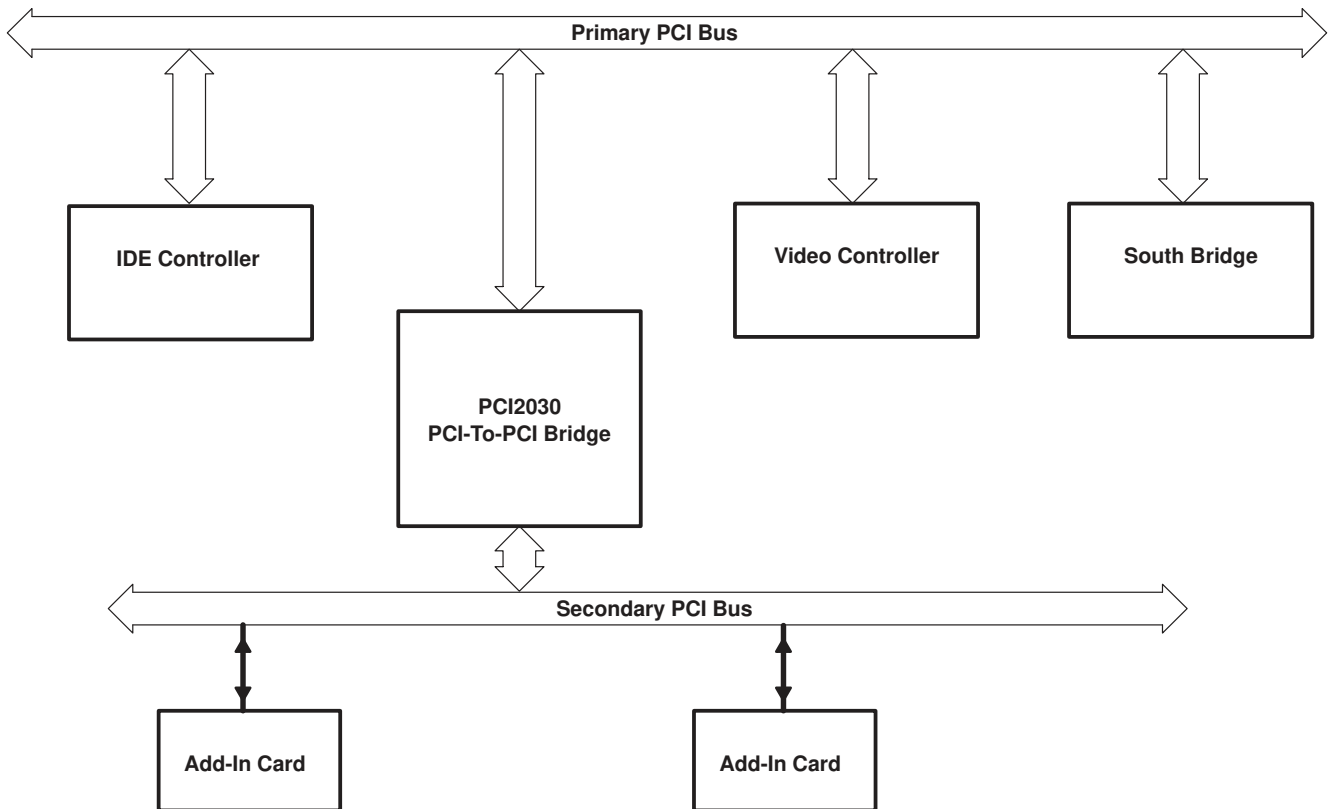 Primary PCI Bus
IDE Controller
Video Controller
South Bridge
PCI2030
PCI-To-PCI Bridge
Secondary PCI Bus
Add-In Card
Add-In Card